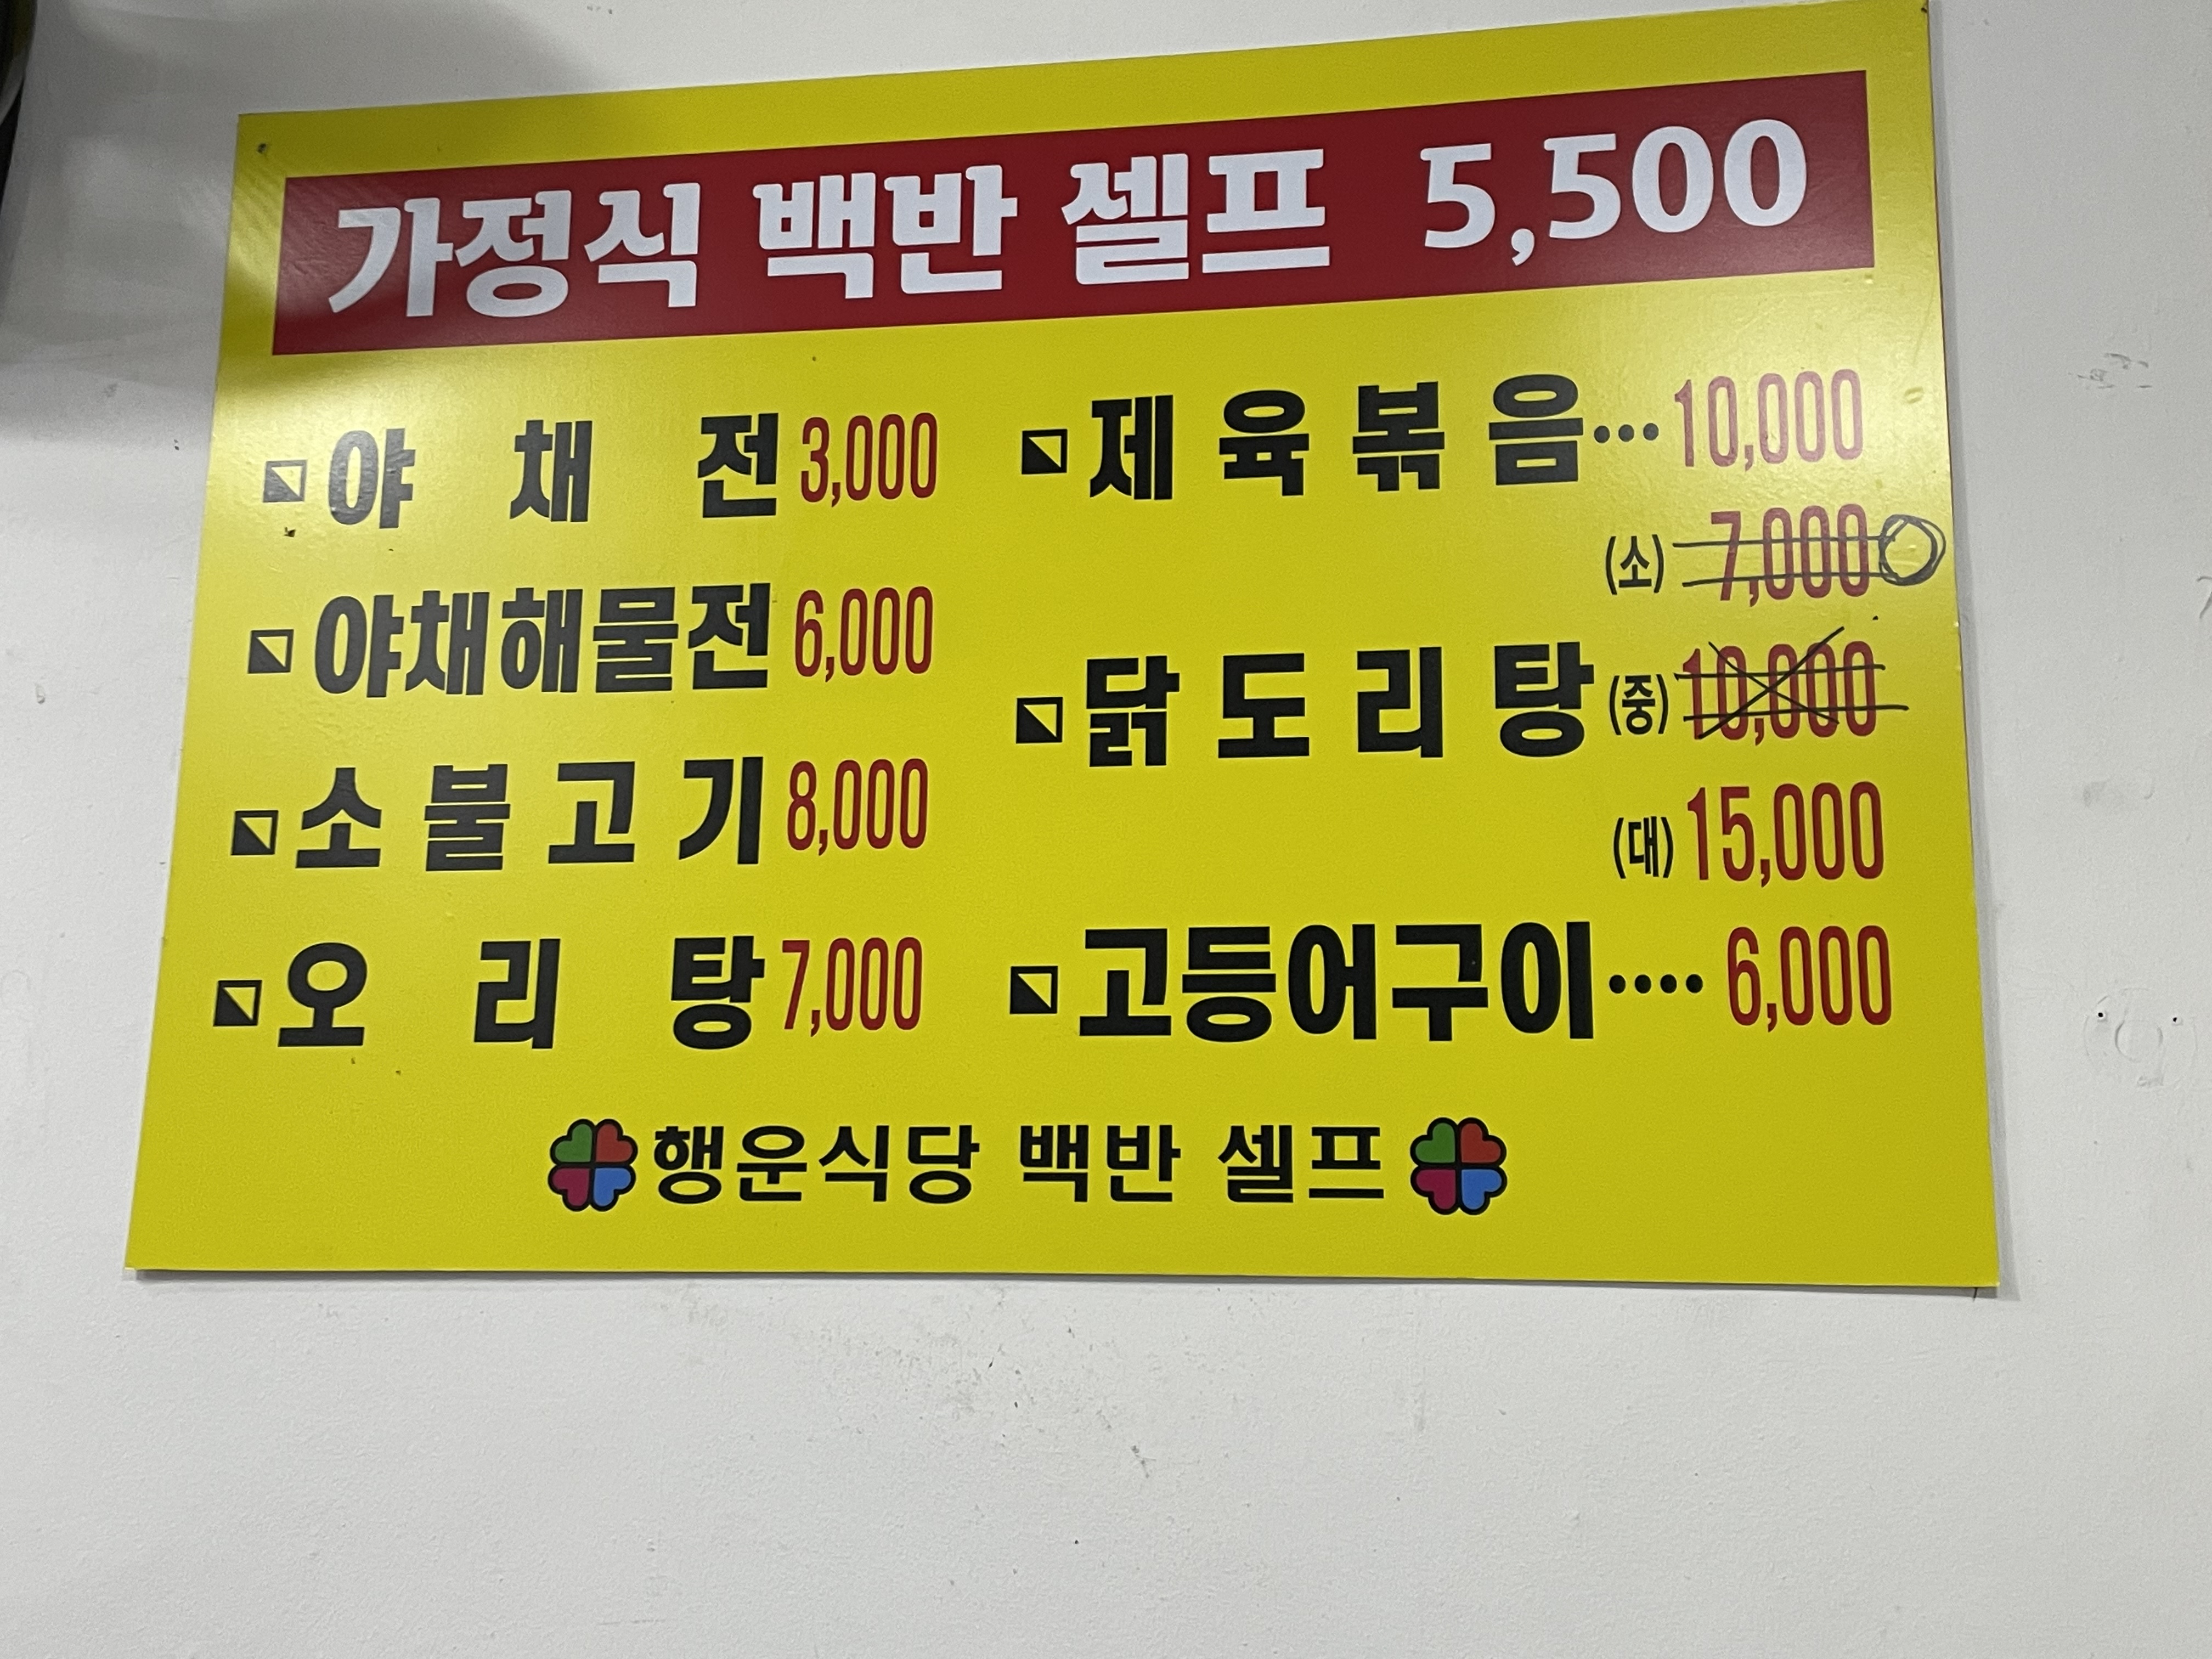 가정식 백반 셀프 5,500
야채전 3,000
야채해물전 6,000
소불고기 8,000
오리탕 7,000
제육볶음…10,000
(소) 7,000
닭도리탕 (중) 10,000
(대) 15,000
고등어구이···· 6,000
행운식당 백반 셀프